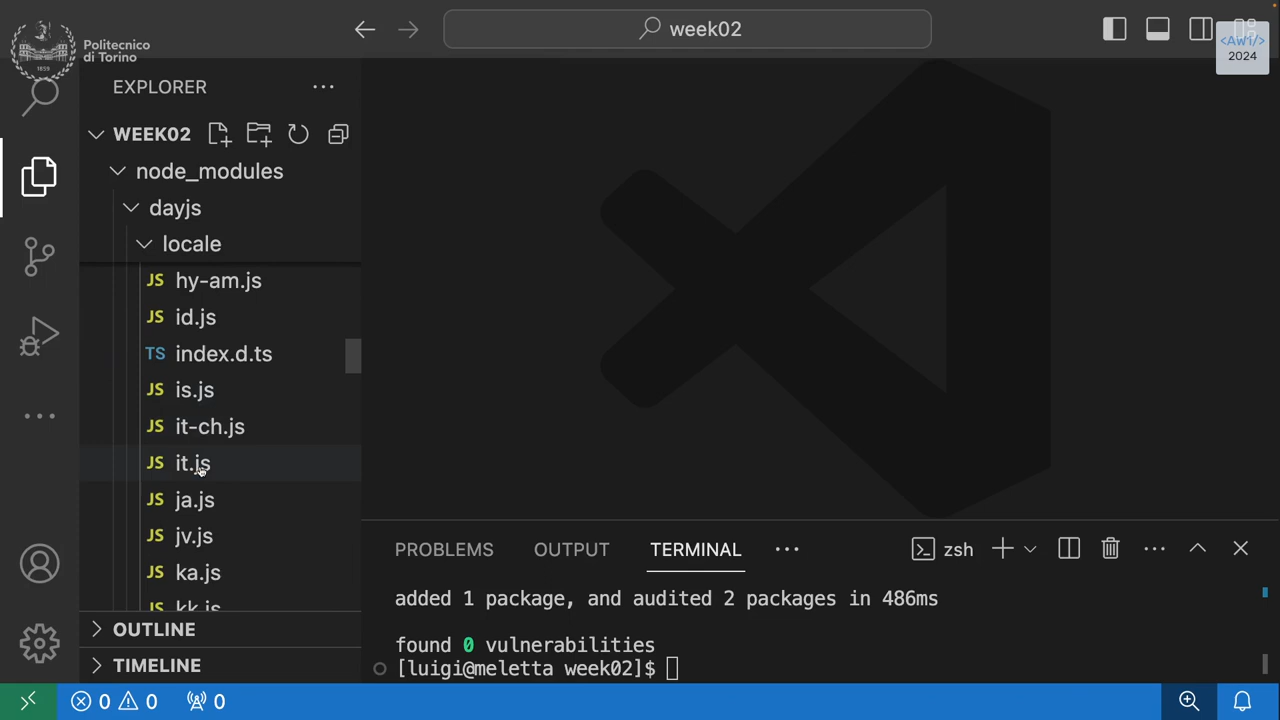 week02
Politecnico
di Torino
1859
<AW1/>
2024
EXPLORER
WEEK02
node_modules
dayjs
locale
JS hy-am.js
JS id.js
TS index.d.ts
JS is.js
JS it-ch.js
JS it.js
JS ja.js
JS jv.js
JS ka.js
JS kk.js
OUTLINE
TIMELINE
PROBLEMS OUTPUT TERMINAL
zsh
added 1 package, and audited 2 packages in 486ms
found 0 vulnerabilities
[luigi@meletta week02]$
0 0 0